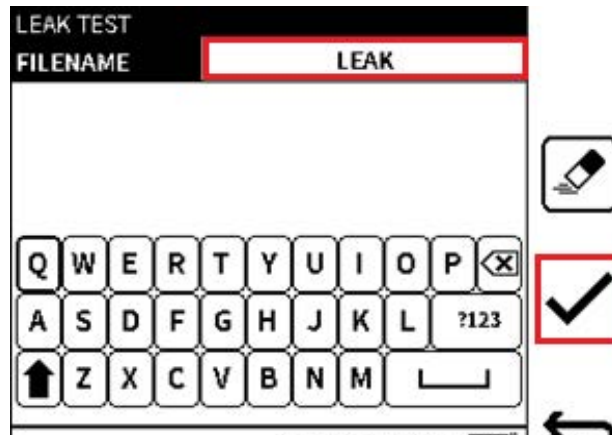 LEAK TEST
FILENAME LEAK
Q W E R T Y U I O P
A S D F G H J K L ?123
Z X C V B N M